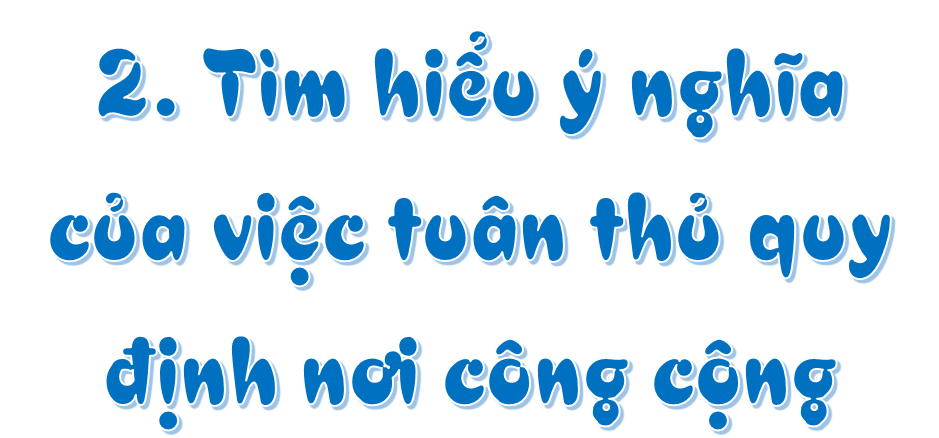 2. Tìm hiểu ý nghĩa
của việc tuân thủ quy
định nơi công cộng